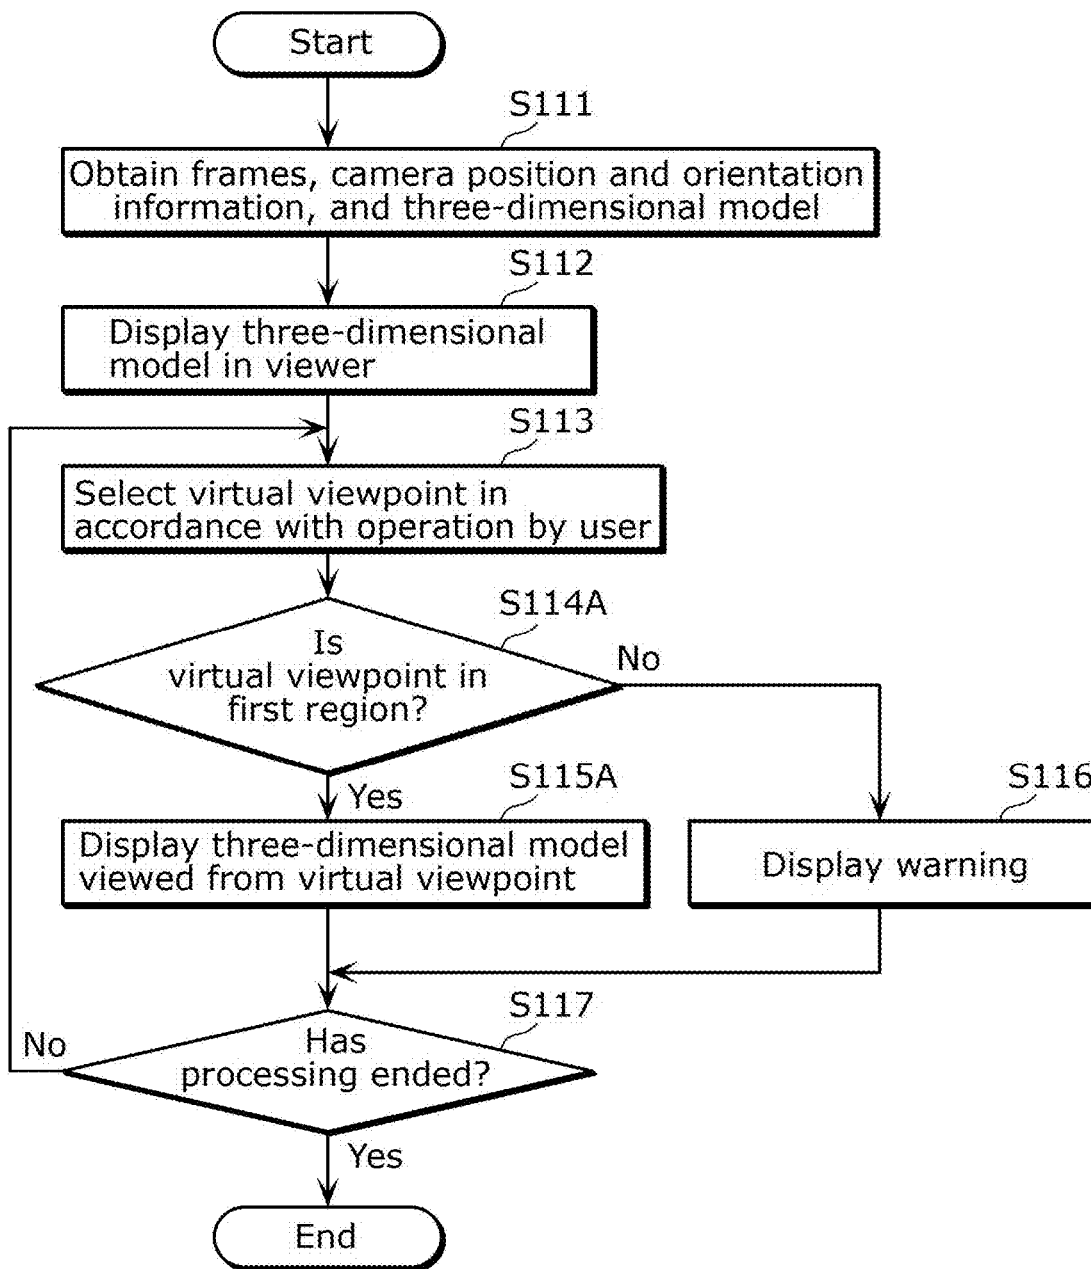 Start
S111
Obtain frames, camera position and orientation
information, and three-dimensional model
S112
Display three-dimensional
model in viewer
S113
Select virtual viewpoint in
accordance with operation by user
S114A
Is
virtual viewpoint in
first region?
No
Yes
S115A
Display three-dimensional model
viewed from virtual viewpoint
S116
Display warning
S117
Has
processing ended?
No
Yes
End